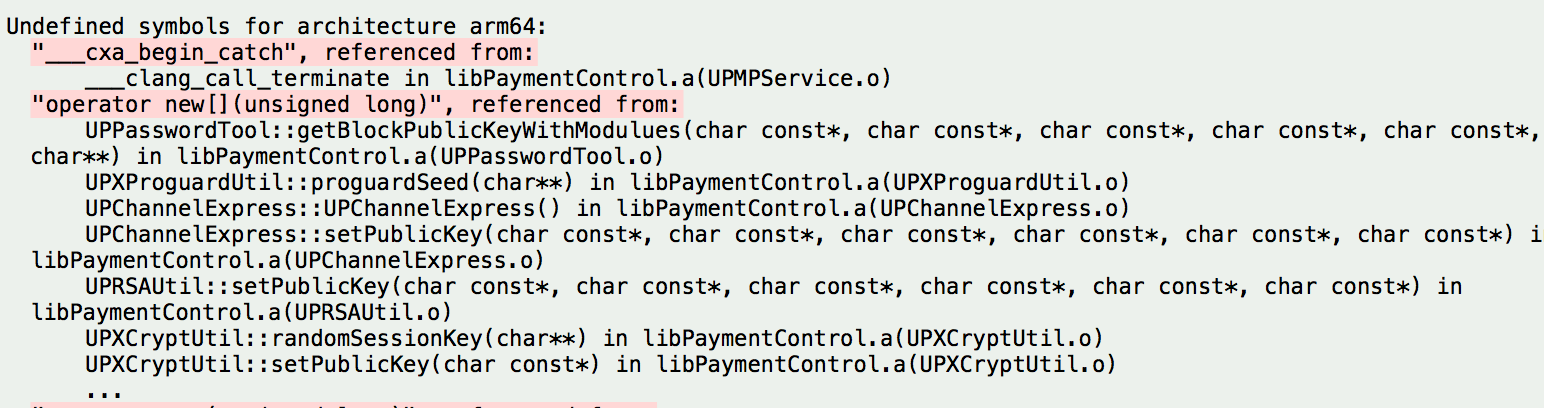 Undefined symbols for architecture arm64:
"___cxa_begin_catch", referenced from:
___clang_call_terminate in libPaymentControl.a(UPMPService.o)
"operator new[](unsigned long)", referenced from:
UPPasswordTool::getBlockPublicKeyWithModulues(char const*, char const*, char const*, char const*, char const*,
char**) in libPaymentControl.a(UPPasswordTool.o)
UPXProguardUtil::proguardSeed(char**) in libPaymentControl.a(UPXProguardUtil.o)
UPChannelExpress::UPChannelExpress() in libPaymentControl.a(UPChannelExpress.o)
UPChannelExpress::setPublicKey(char const*, char const*, char const*, char const*, char const*, char const*) in
libPaymentControl.a(UPChannelExpress.o)
UPRSAUtil::setPublicKey(char const*, char const*, char const*, char const*, char const*, char const*) in
libPaymentControl.a(UPRSAUtil.o)
UPXCryptUtil::randomSessionKey(char**) in libPaymentControl.a(UPXCryptUtil.o)
UPXCryptUtil::setPublicKey(char const*) in libPaymentControl.a(UPXCryptUtil.o)
...